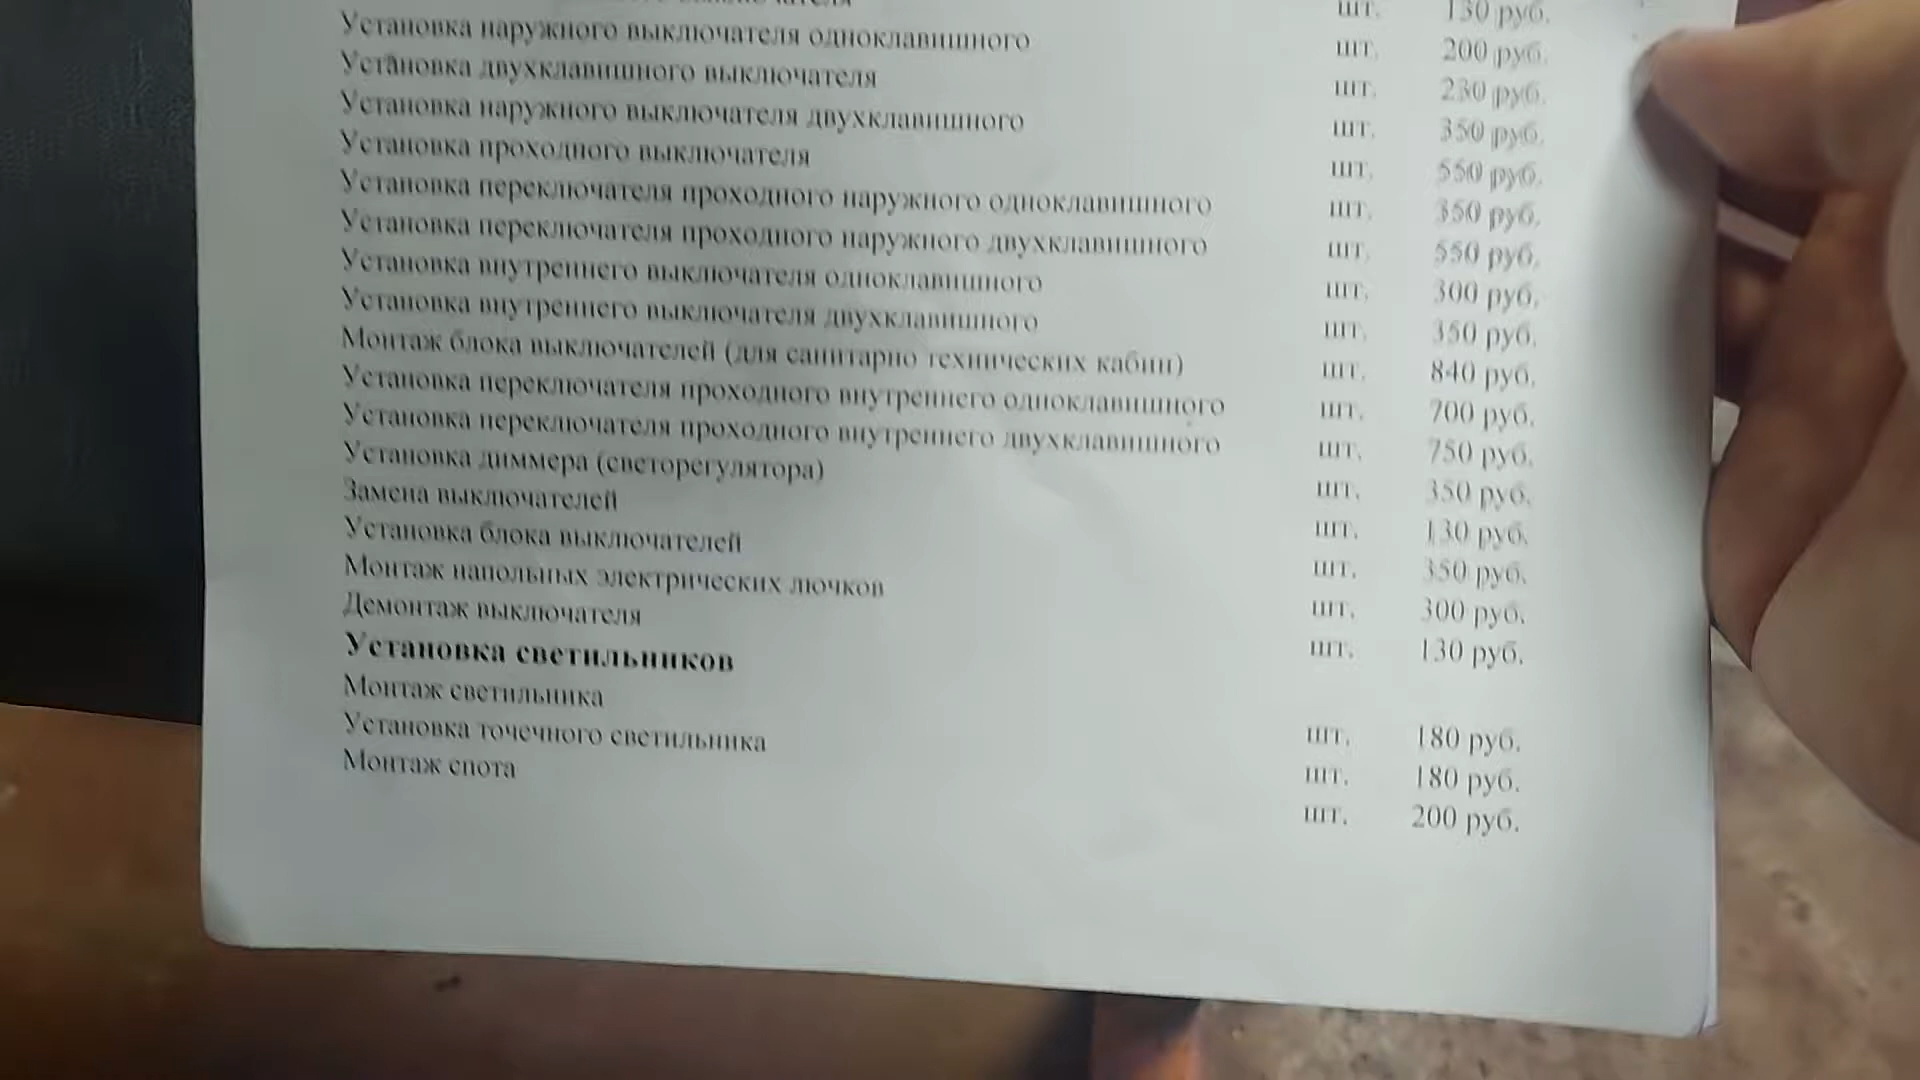 шт. 130 руб.
Установка наружного выключателя одноклавишного шт. 200 руб.
Установка двухклавишного выключателя шт. 230 руб.
Установка наружного выключателя двухклавишного шт. 350 руб.
Установка проходного выключателя шт. 550 руб.
Установка переключателя проходного наружного одноклавишного шт. 350 руб.
Установка переключателя проходного наружного двухклавишного шт. 550 руб.
Установка внутреннего выключателя одноклавишного шт. 300 руб.
Установка внутреннего выключателя двухклавишного шт. 350 руб.
Монтаж блока выключателей (для санитарно технических кабин) шт. 840 руб.
Установка переключателя проходного внутреннего одноклавишного шт. 700 руб.
Установка переключателя проходного внутреннего двухклавишного шт. 750 руб.
Установка диммера (светорегулятора) шт. 350 руб.
Замена выключателей шт. 130 руб.
Установка блока выключателей шт. 350 руб.
Монтаж напольных электрических лючков шт. 300 руб.
Демонтаж выключателя шт. 130 руб.
Установка светильников
Монтаж светильника шт. 180 руб.
Установка точечного светильника шт. 180 руб.
Монтаж спота шт. 200 руб.